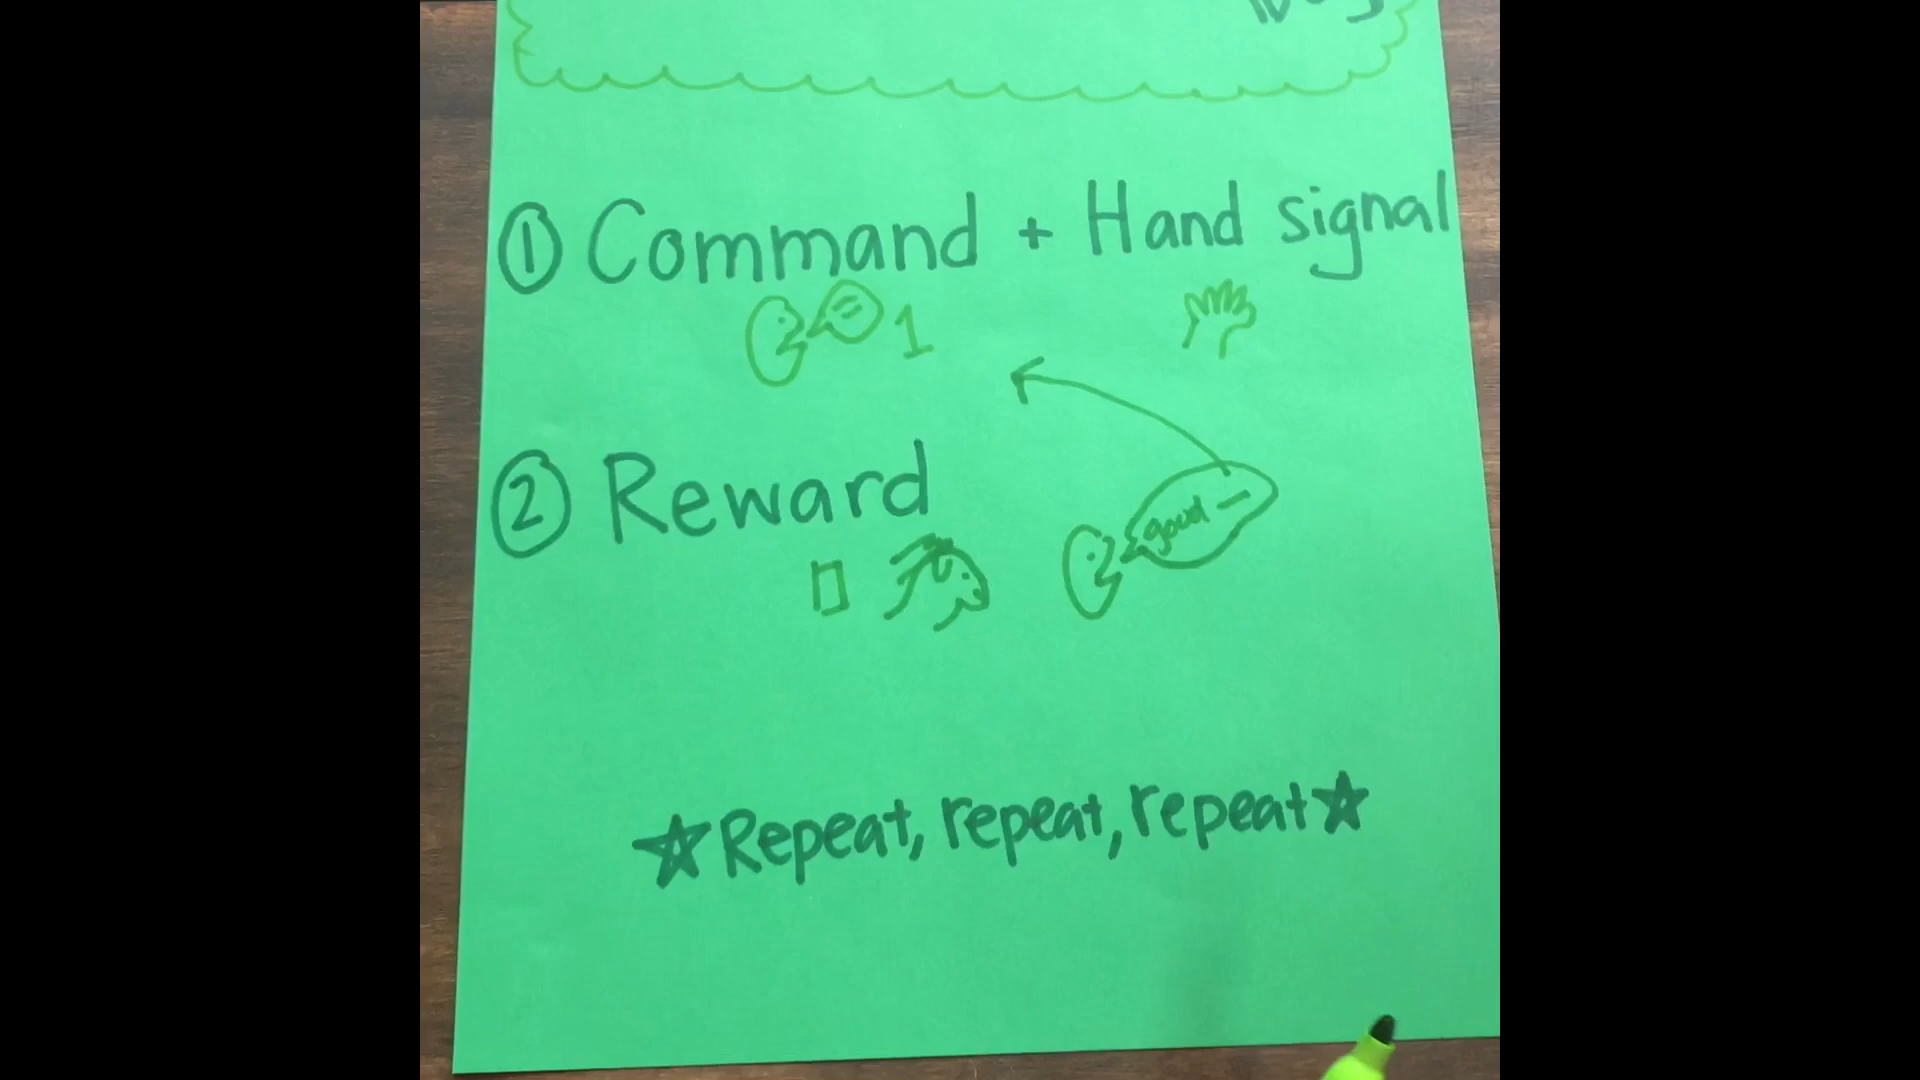 ① Command + Hand signal
1
② Reward
good
☆Repeat, repeat, repeat☆